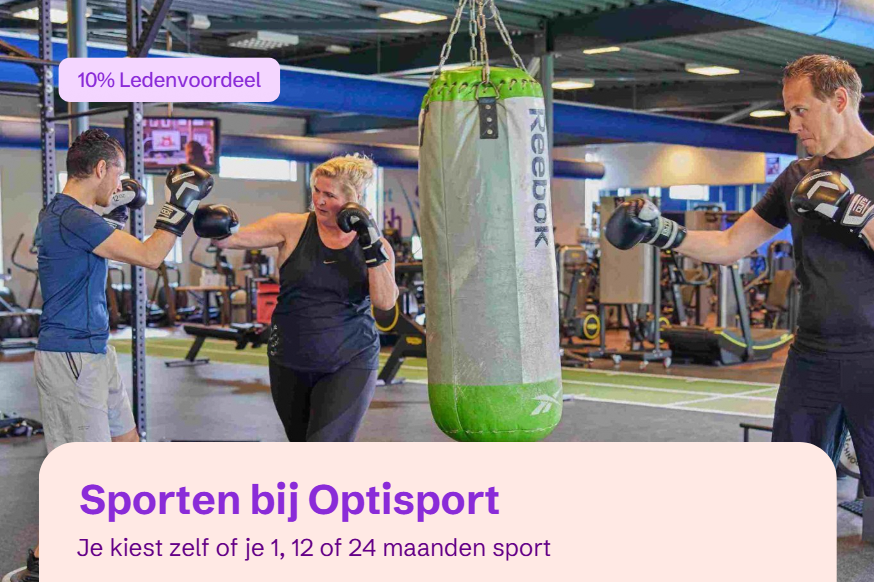 10% Ledenvoordeel
Reebok
Sporten bij Optisport
Je kiest zelf of je 1, 12 of 24 maanden sport